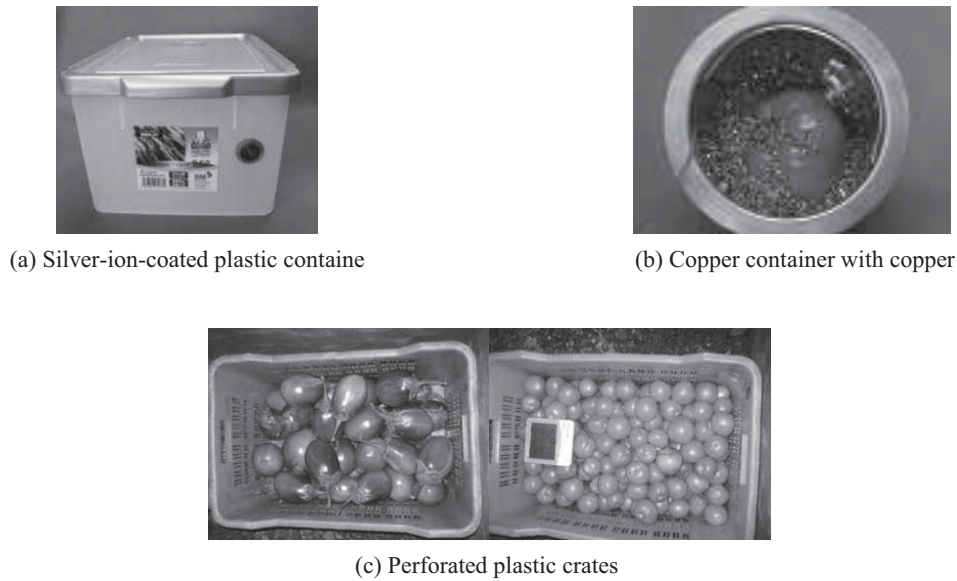 (a) Silver-ion-coated plastic containe
(b) Copper container with copper
(c) Perforated plastic crates